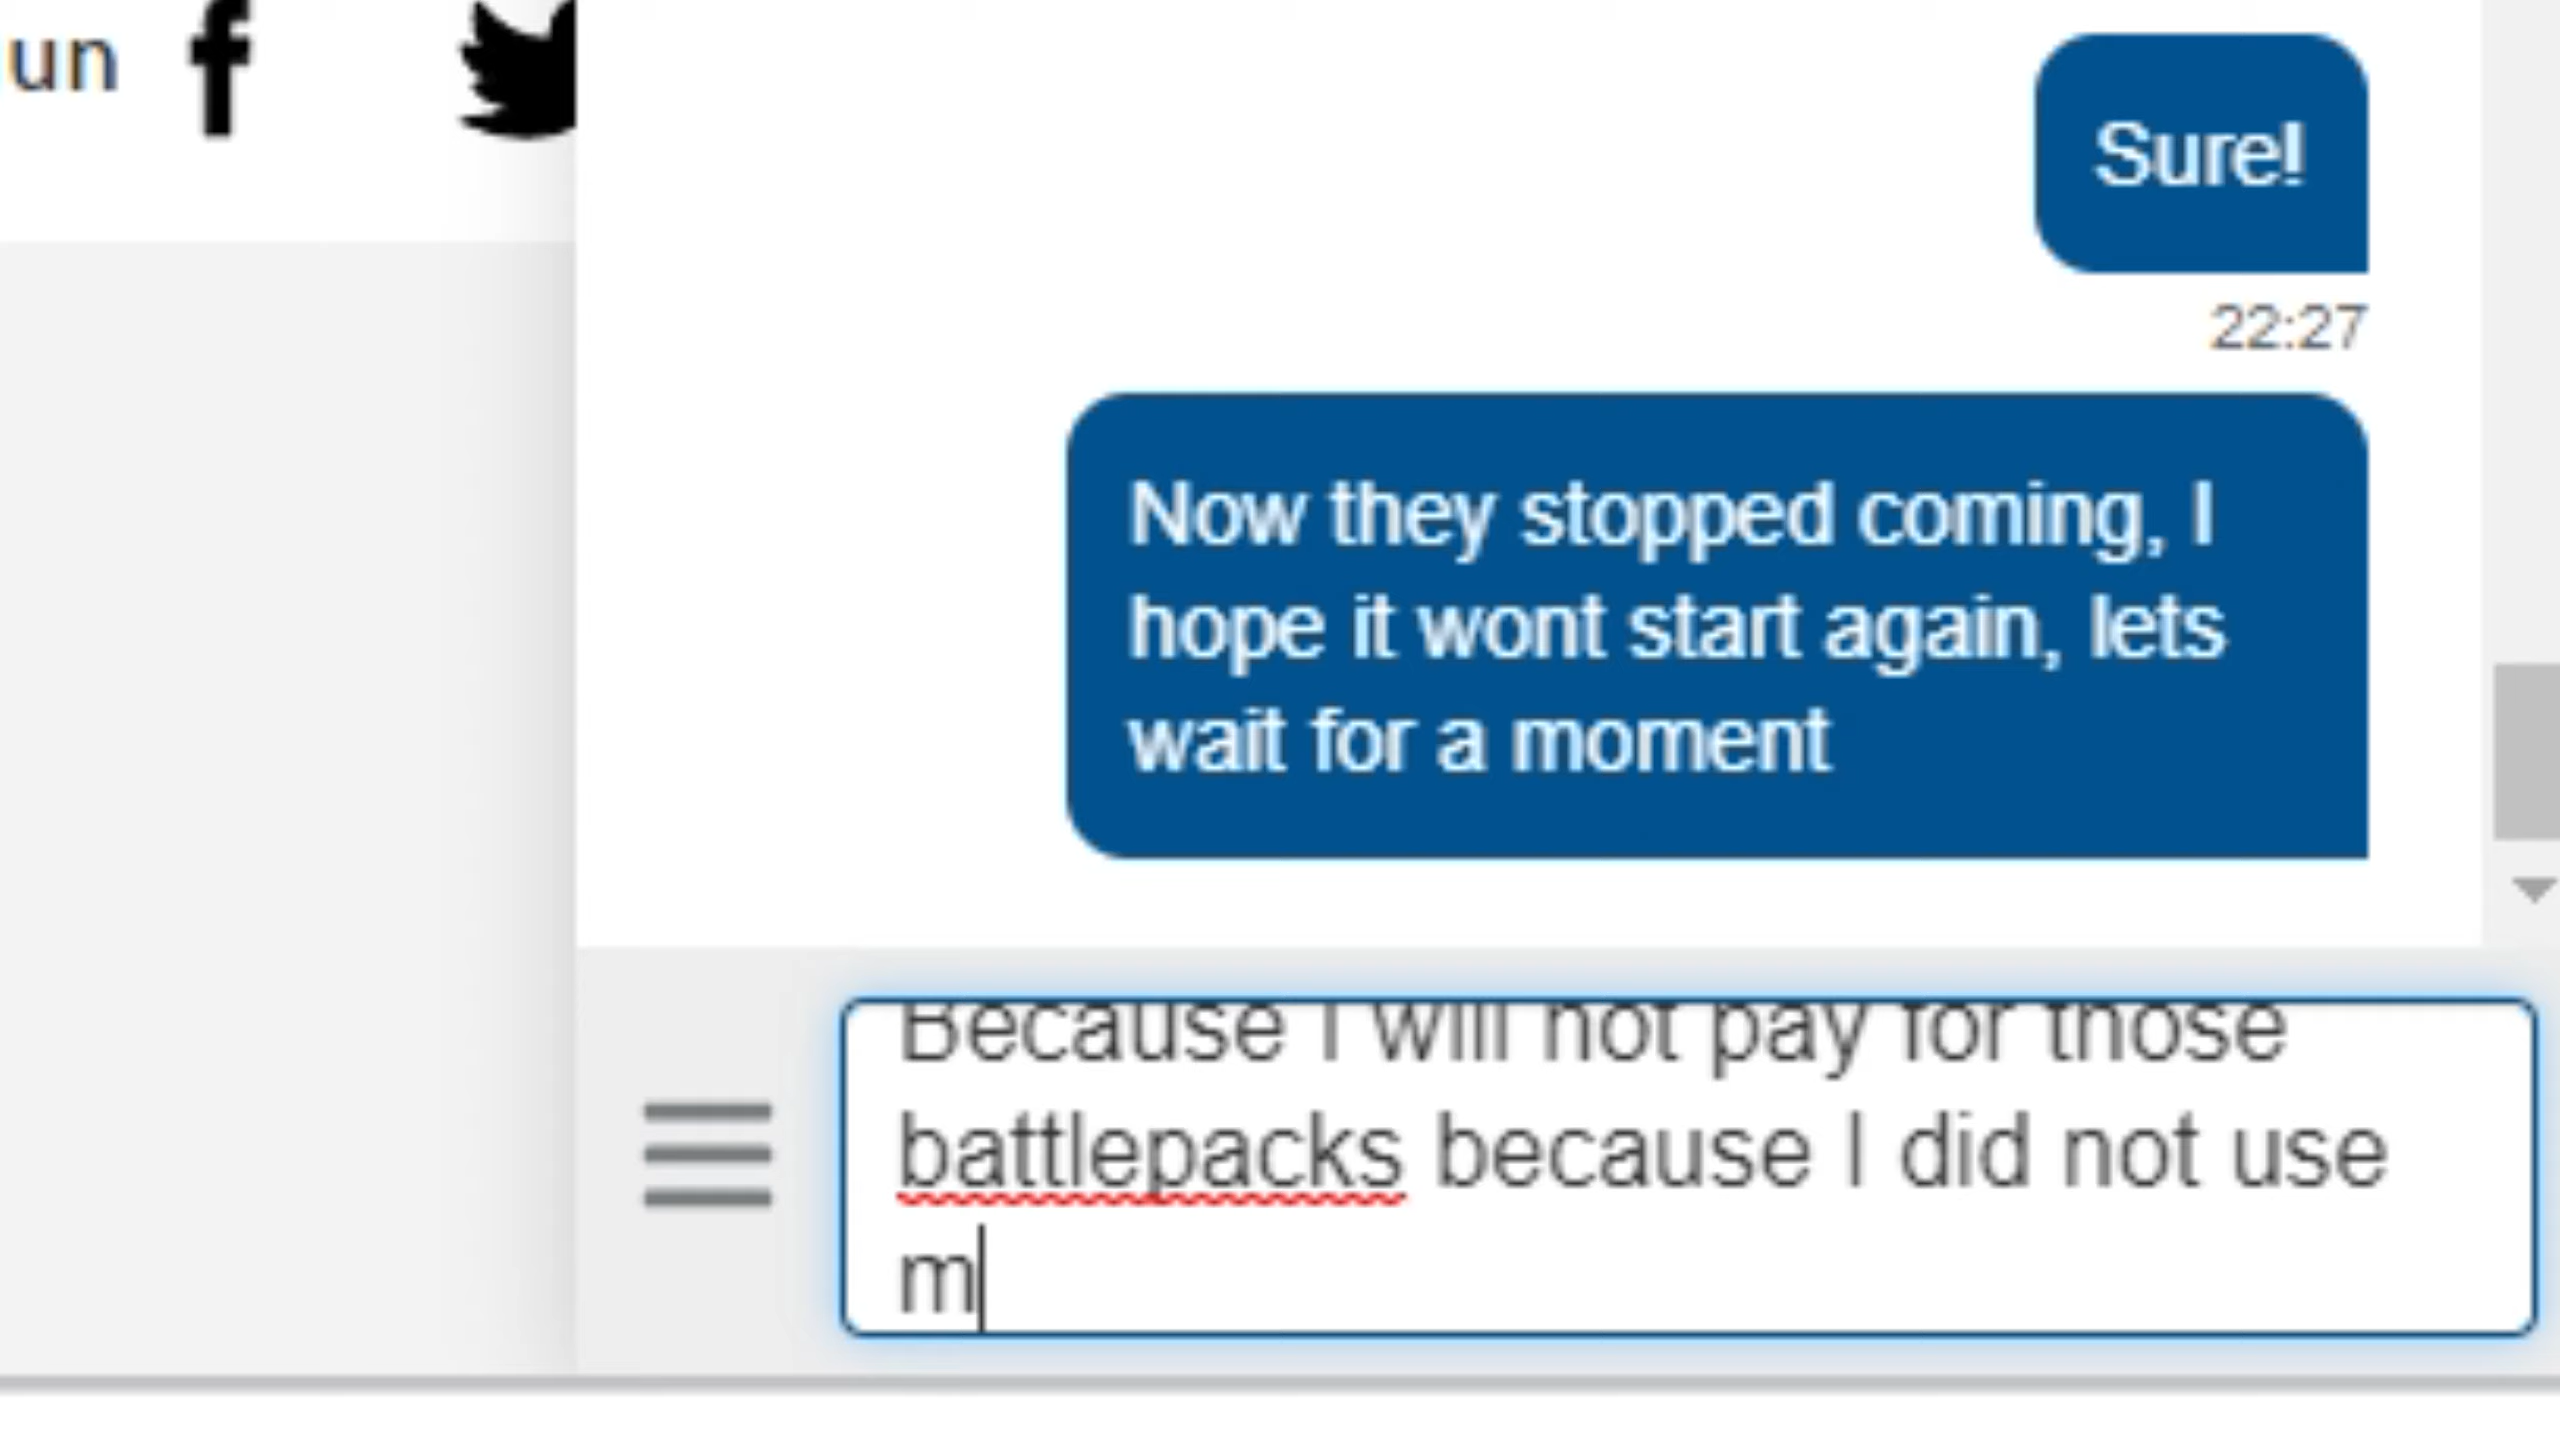 un
Sure!
22:27
Now they stopped coming, I
hope it wont start again, lets
wait for a moment
Because I will not pay for those
battlepacks because I did not use
m